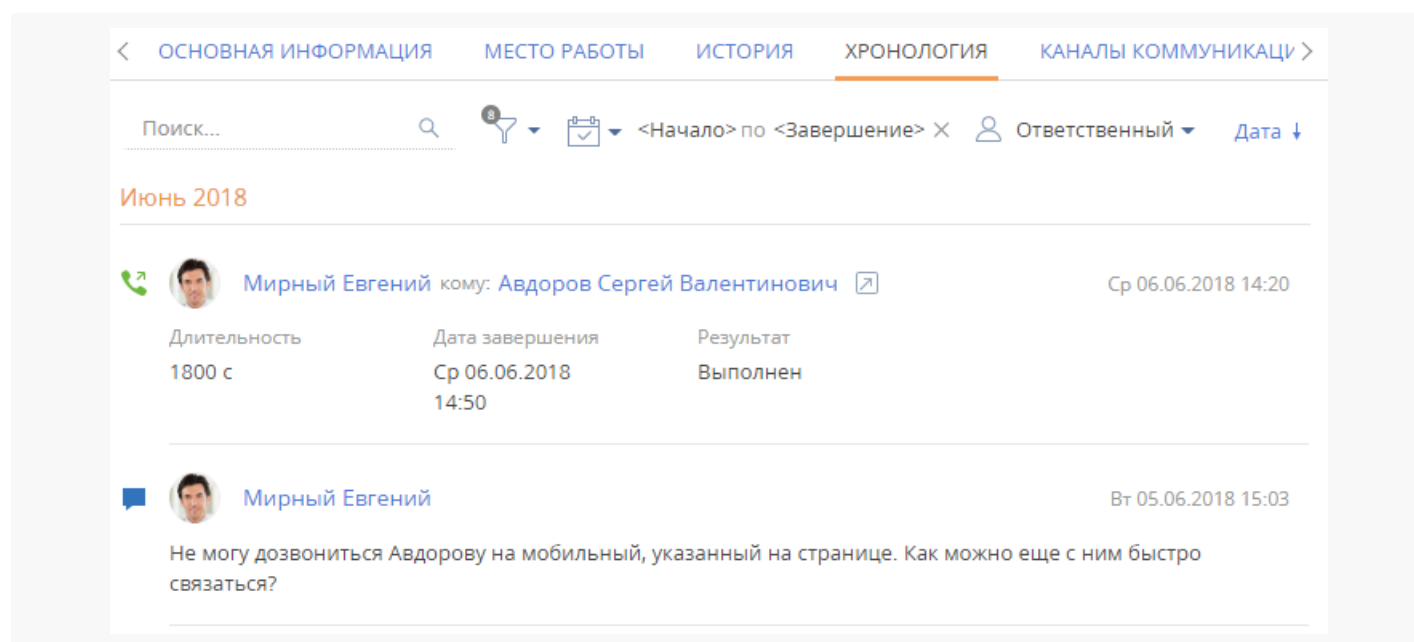 ОСНОВНАЯ ИНФОРМАЦИЯ МЕСТО РАБОТЫ ИСТОРИЯ ХРОНОЛОГИЯ КАНАЛЫ КОММУНИКАЦИ
Поиск... 8 <Начало> по <Завершение> Ответственный Дата
Июнь 2018
Мирный Евгений кому: Авдоров Сергей Валентинович Ср 06.06.2018 14:20
Длительность Дата завершения Результат
1800 с Ср 06.06.2018 Выполнен
14:50
Мирный Евгений Вт 05.06.2018 15:03
Не могу дозвониться Авдорову на мобильный, указанный на странице. Как можно еще с ним быстро
связаться?